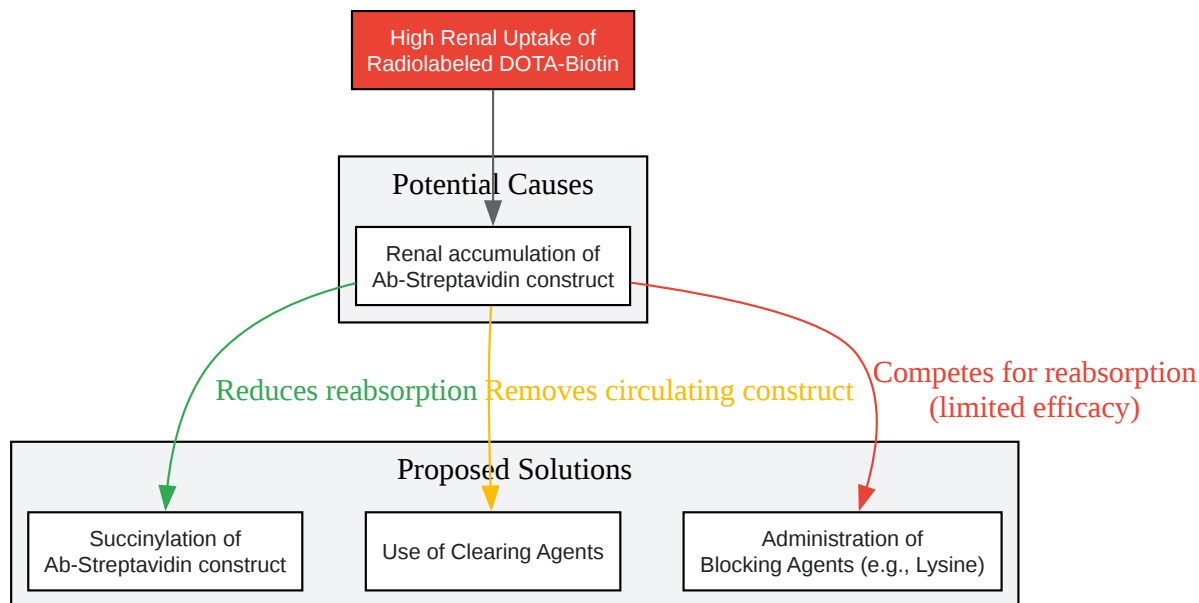 High Renal Uptake of
Radiolabeled DOTA-Biotin
Potential Causes
Renal accumulation of
Ab-Streptavidin construct
Reduces reabsorption
Removes circulating construct
Competes for reabsorption
(limited efficacy)
Proposed Solutions
Succinylation of
Ab-Streptavidin construct
Use of Clearing Agents
Administration of
Blocking Agents (e.g., Lysine)